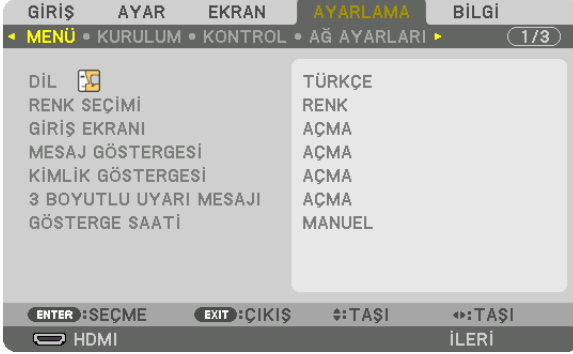 GİRİŞ AYAR EKRAN AYARLAMA BİLGİ
MENÜ • KURULUM • KONTROL • AĞ AYARLARI 1/3
DİL TÜRKÇE
RENK SEÇİMİ RENK
GİRİŞ EKRANI AÇMA
MESAJ GÖSTERGESİ AÇMA
KİMLİK GÖSTERGESİ AÇMA
3 BOYUTLU UYARI MESAJI AÇMA
GÖSTERGE SAATİ MANUEL
ENTER :SEÇME EXIT :ÇIKIŞ :TAŞI :TAŞI
HDMI İLERİ